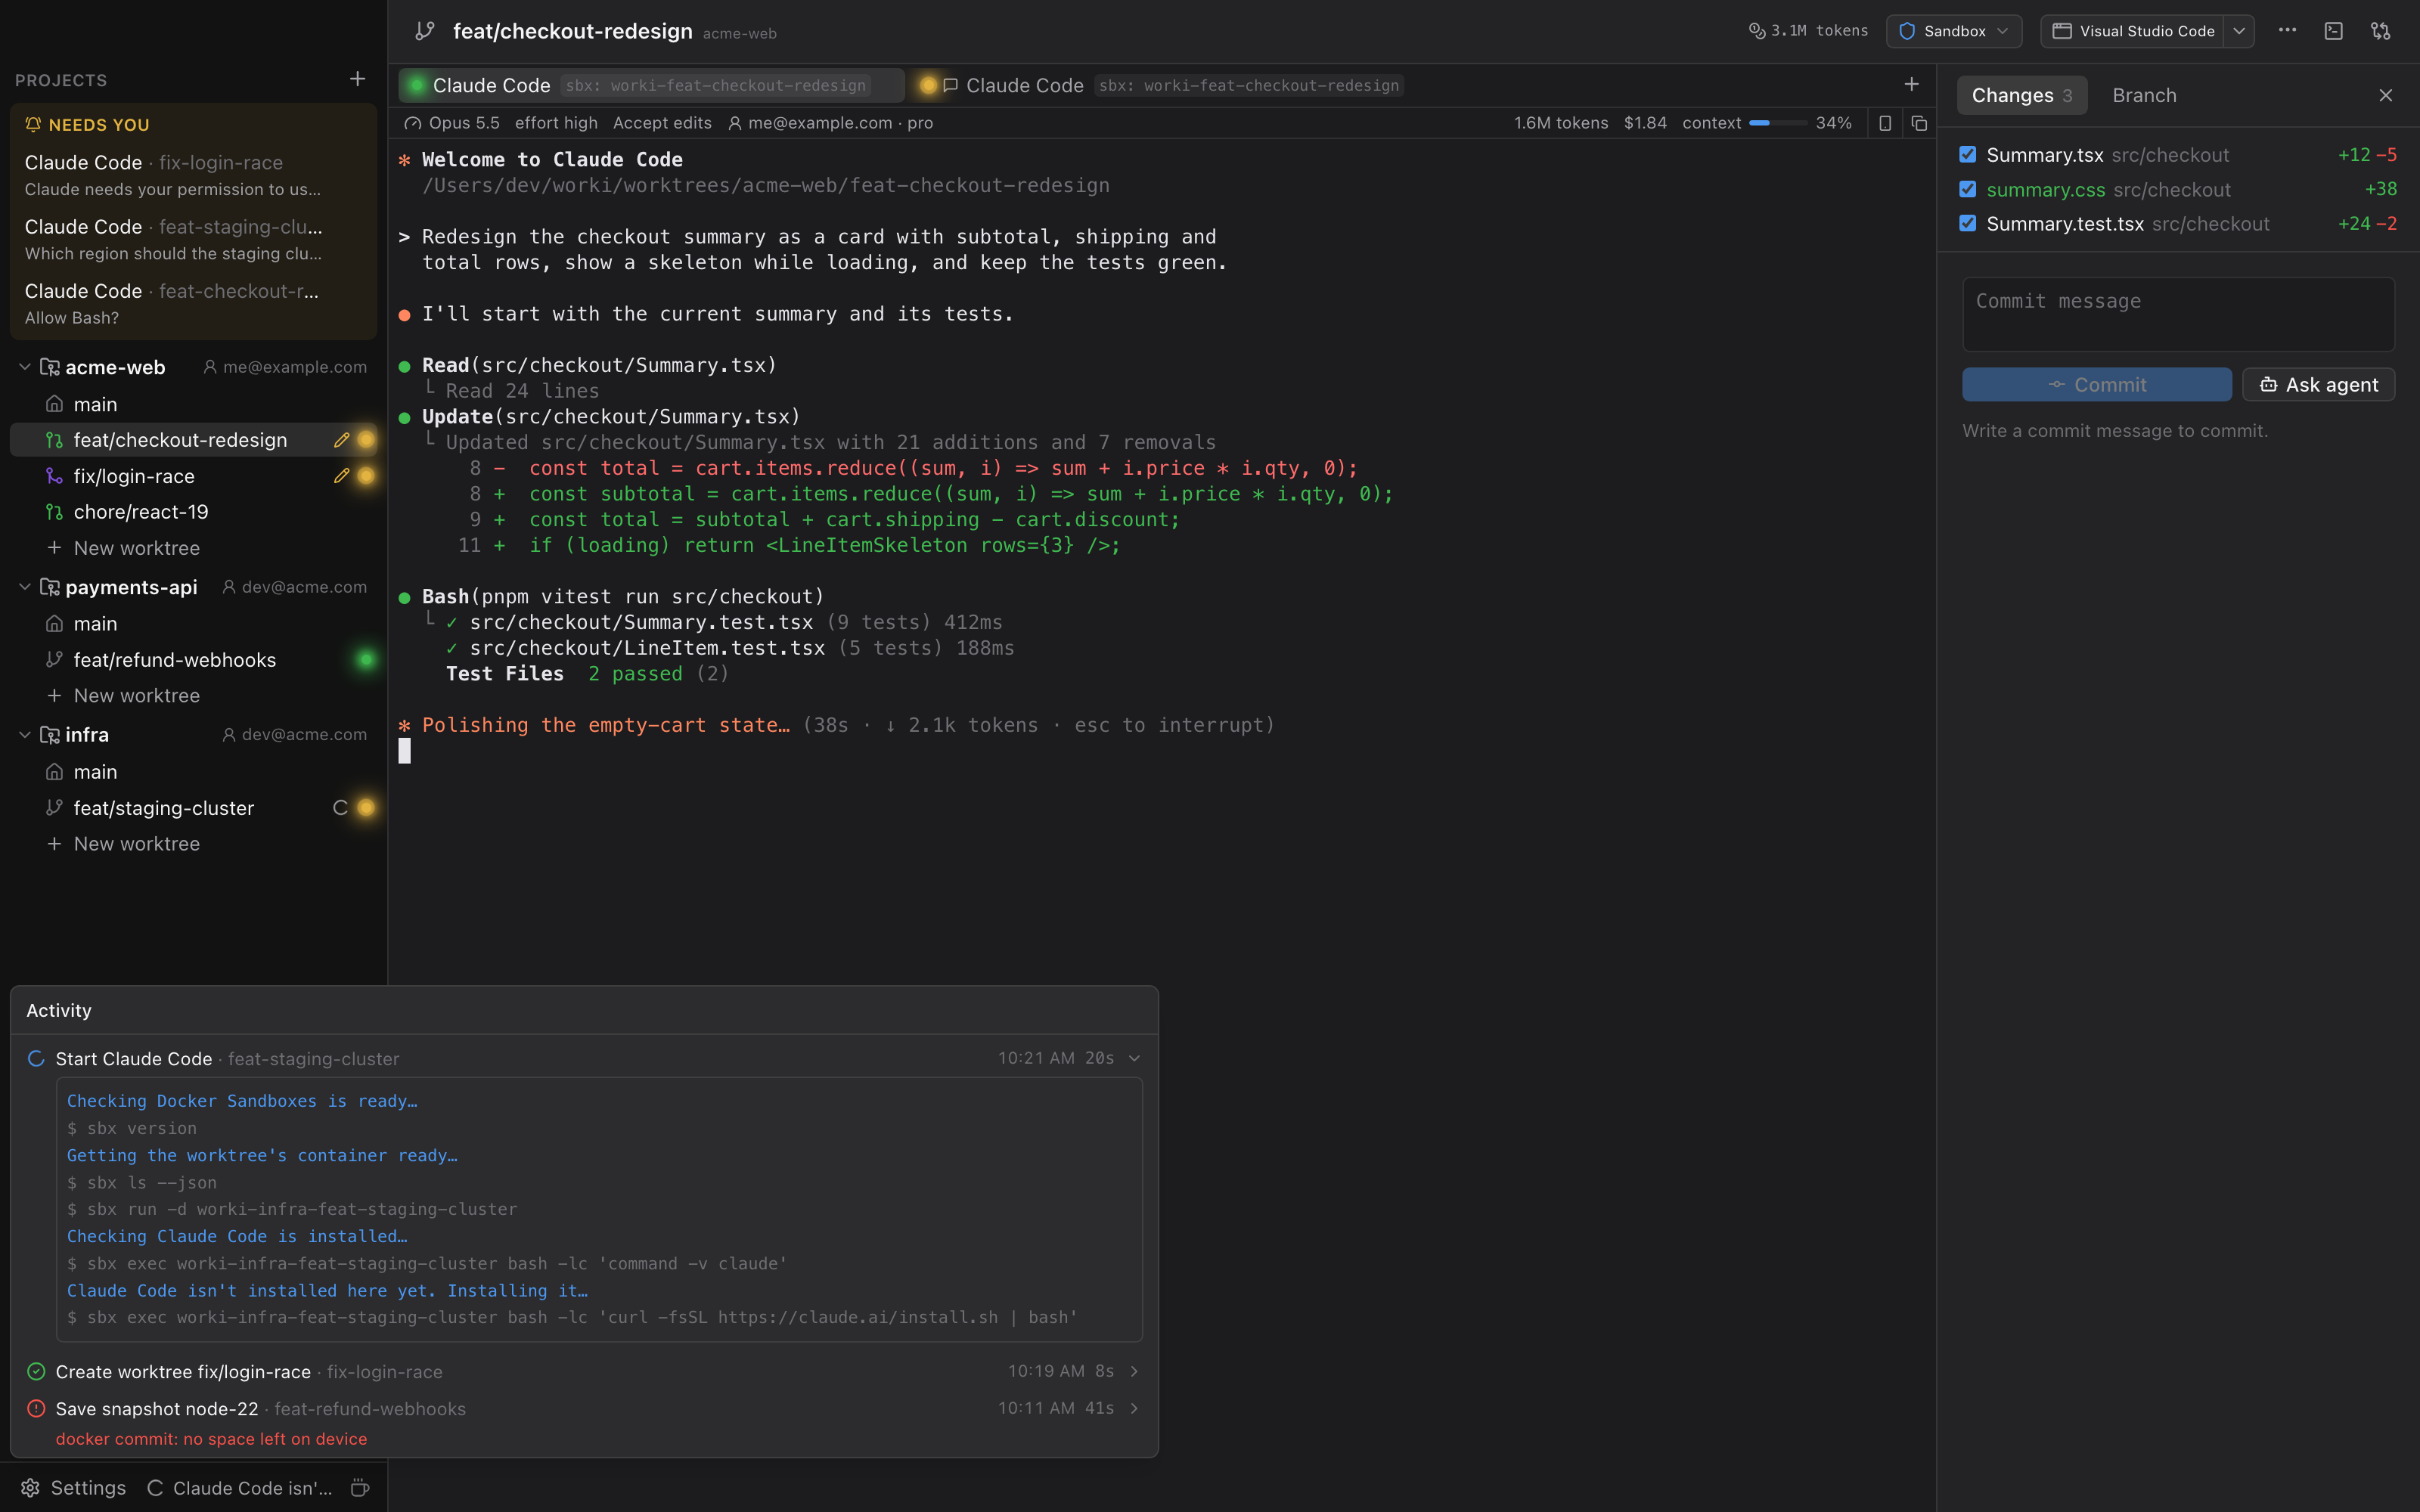 feat/checkout-redesign acme-web
3.1M tokens
Sandbox
Visual Studio Code
PROJECTS
NEEDS YOU
Claude Code · fix-login-race
Claude needs your permission to us...
Claude Code · feat-staging-clu...
Which region should the staging clu...
Claude Code · feat-checkout-r...
Allow Bash?
acme-web me@example.com
main
feat/checkout-redesign
fix/login-race
chore/react-19
New worktree
payments-api dev@acme.com
main
feat/refund-webhooks
New worktree
infra dev@acme.com
main
feat/staging-cluster
New worktree
Claude Code sbx: worki-feat-checkout-redesign
Claude Code sbx: worki-feat-checkout-redesign
Opus 5.5 effort high Accept edits me@example.com · pro
1.6M tokens $1.84 context 34%
✻ Welcome to Claude Code
/Users/dev/worki/worktrees/acme-web/feat-checkout-redesign
> Redesign the checkout summary as a card with subtotal, shipping and
total rows, show a skeleton while loading, and keep the tests green.
● I'll start with the current summary and its tests.
● Read(src/checkout/Summary.tsx)
└ Read 24 lines
● Update(src/checkout/Summary.tsx)
└ Updated src/checkout/Summary.tsx with 21 additions and 7 removals
8 - const total = cart.items.reduce((sum, i) => sum + i.price * i.qty, 0);
8 + const subtotal = cart.items.reduce((sum, i) => sum + i.price * i.qty, 0);
9 + const total = subtotal + cart.shipping - cart.discount;
11 + if (loading) return <LineItemSkeleton rows={3} />;
● Bash(pnpm vitest run src/checkout)
└ ✓ src/checkout/Summary.test.tsx (9 tests) 412ms
✓ src/checkout/LineItem.test.tsx (5 tests) 188ms
Test Files 2 passed (2)
✻ Polishing the empty-cart state… (38s · ↓ 2.1k tokens · esc to interrupt)
Changes 3
Branch
Summary.tsx src/checkout +12 −5
summary.css src/checkout +38
Summary.test.tsx src/checkout +24 −2
Commit message
Commit
Ask agent
Write a commit message to commit.
Activity
Start Claude Code · feat-staging-cluster 10:21 AM 20s
Checking Docker Sandboxes is ready…
$ sbx version
Getting the worktree's container ready…
$ sbx ls --json
$ sbx run -d worki-infra-feat-staging-cluster
Checking Claude Code is installed…
$ sbx exec worki-infra-feat-staging-cluster bash -lc 'command -v claude'
Claude Code isn't installed here yet. Installing it…
$ sbx exec worki-infra-feat-staging-cluster bash -lc 'curl -fsSL https://claude.ai/install.sh | bash'
Create worktree fix/login-race · fix-login-race 10:19 AM 8s
Save snapshot node-22 · feat-refund-webhooks 10:11 AM 41s
docker commit: no space left on device
Settings
Claude Code isn'...